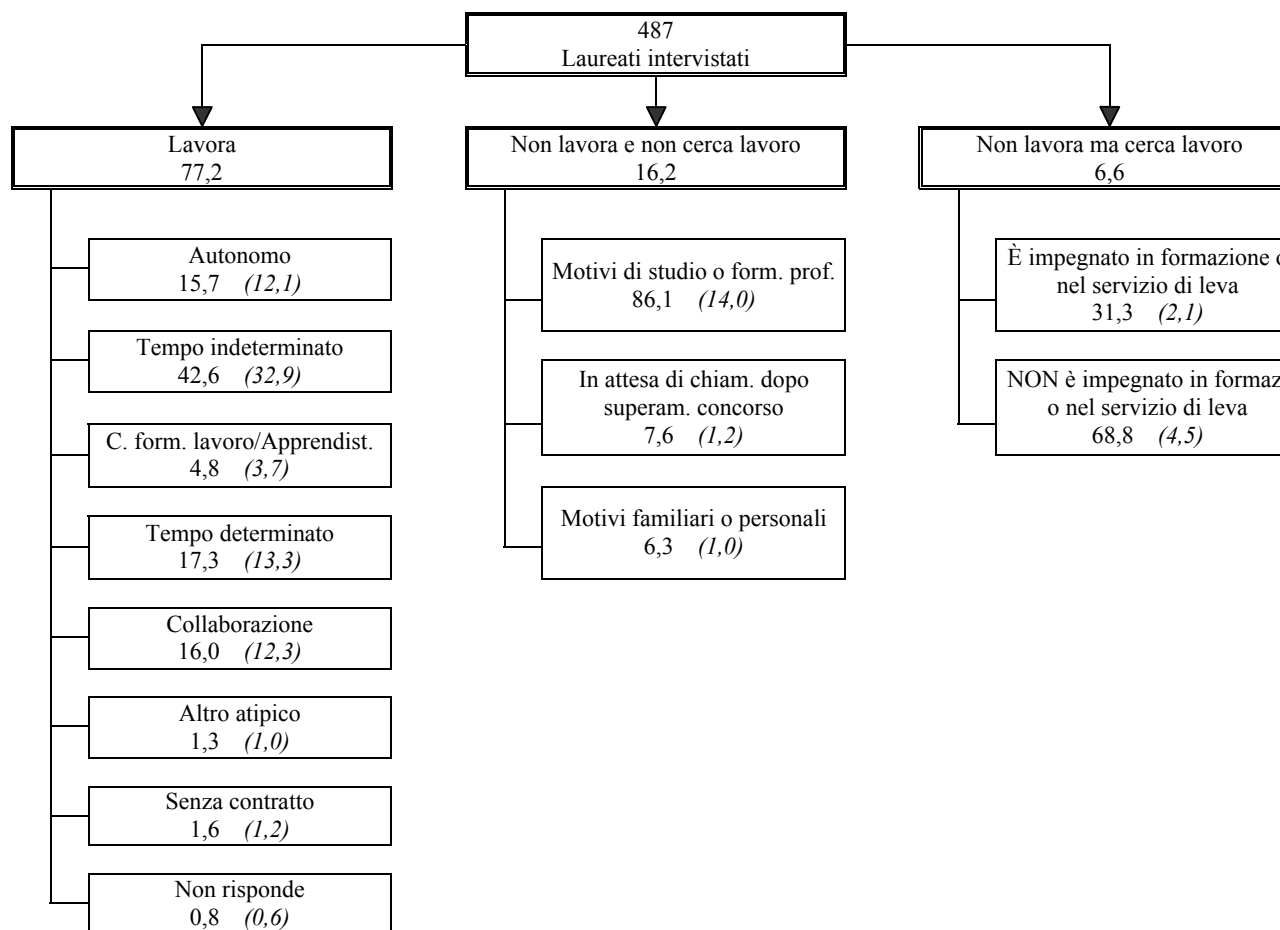 487
Laureati intervistati
Lavora
77,2
Autonomo
15,7 (12,1)
Tempo indeterminato
42,6 (32,9)
C. form. lavoro/Apprendist.
4,8 (3,7)
Tempo determinato
17,3 (13,3)
Collaborazione
16,0 (12,3)
Altro atipico
1,3 (1,0)
Senza contratto
1,6 (1,2)
Non risponde
0,8 (0,6)
Non lavora e non cerca lavoro
16,2
Motivi di studio o form. prof.
86,1 (14,0)
In attesa di chiam. dopo
superam. concorso
7,6 (1,2)
Motivi familiari o personali
6,3 (1,0)
Non lavora ma cerca lavoro
6,6
È impegnato in formazione
nel servizio di leva
31,3 (2,1)
NON è impegnato in
o nel servizio di leva
68,8 (4,5)